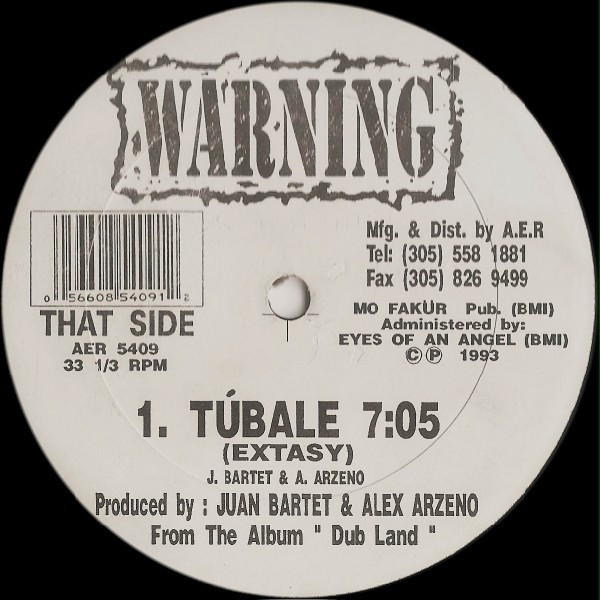 WARNING
Mfg. & Dist. by A.E.R
Tel: (305) 558 1881
Fax (305) 826 9499
MO FAKÜR Pub. (BMI)
Administered by:
EYES OF AN ANGEL (BMI)
© ℗ 1993
0 56608 54091 2
THAT SIDE
AER 5409
33 1/3 RPM
1. TÚBALE 7:05
(EXTASY)
J. BARTET & A. ARZENO
Produced by : JUAN BARTET & ALEX ARZENO
From The Album " Dub Land "